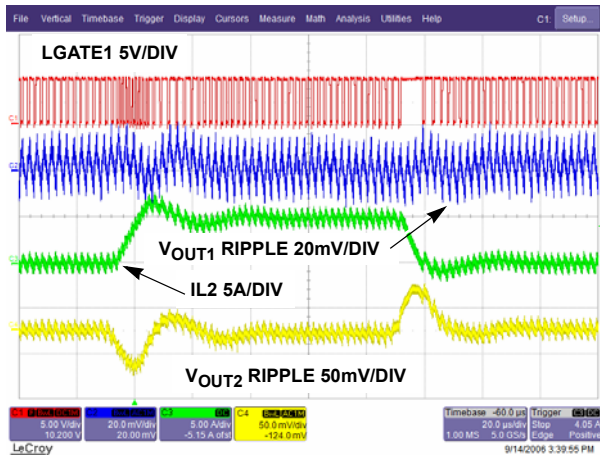 File Vertical Timebase Trigger Display Cursors Measure Math Analysis Utilities Help C1: Setup...
LGATE1 5V/DIV
VOUT1 RIPPLE 20mV/DIV
IL2 5A/DIV
VOUT2 RIPPLE 50mV/DIV
C1 C2 C3 DC C4 Timebase -60.0 µs Trigger
5.00 V/div 20.0 mV/div 5.00 A/div 50.0 mV/div 20.0 µs/div Stop 4.05 A
10.200 V 20.00 mV -5.15 A ofst -124.0 mV 1.00 MS 5.0 GS/s Edge Positive
LeCroy 9/14/2006 3:39:55 PM